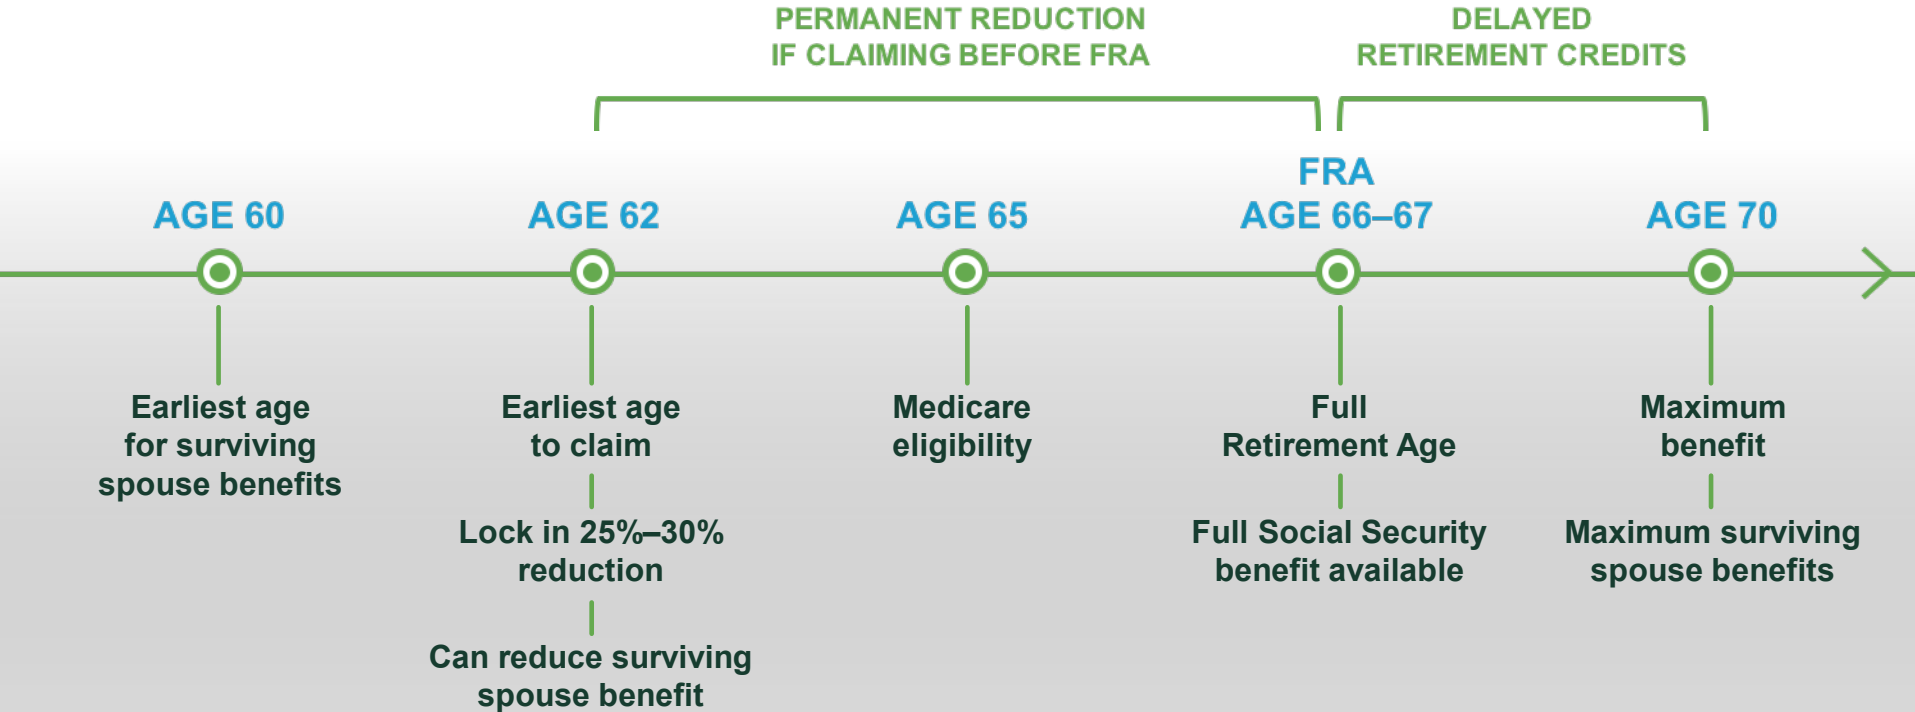 PERMANENT REDUCTION
IF CLAIMING BEFORE FRA
DELAYED
RETIREMENT CREDITS
AGE 60
AGE 62
AGE 65
FRA
AGE 66–67
AGE 70
Earliest age
for surviving
spouse benefits
Earliest age
to claim
Lock in 25%–30%
reduction
Can reduce surviving
spouse benefit
Medicare
eligibility
Full
Retirement Age
Full Social Security
benefit available
Maximum
benefit
Maximum surviving
spouse benefits